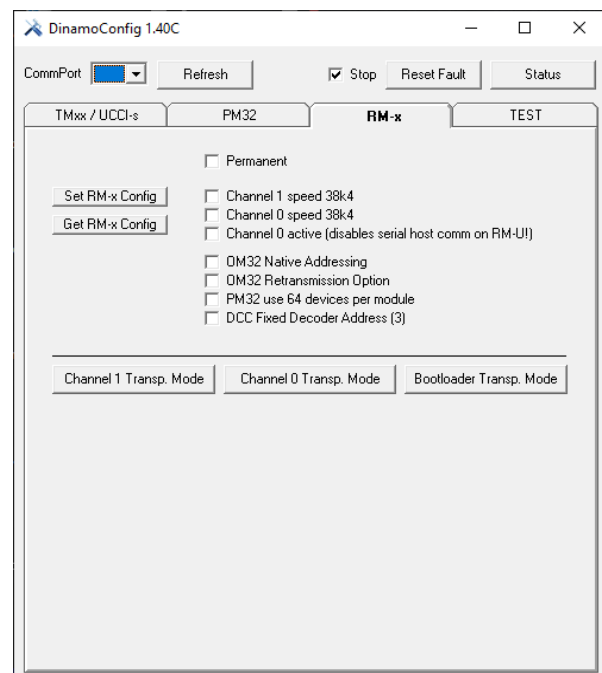 DinamoConfig 1.40C
CommPort Refresh Stop Reset Fault Status
TMxx / UCCI-s PM32 RM-x TEST
Permanent
Set RM-x Config Channel 1 speed 38k4
Channel 0 speed 38k4
Get RM-x Config Channel 0 active (disables serial host comm on RM-U!)
OM32 Native Addressing
OM32 Retransmission Option
PM32 use 64 devices per module
DCC Fixed Decoder Address (3)
Channel 1 Transp. Mode Channel 0 Transp. Mode Bootloader Transp. Mode